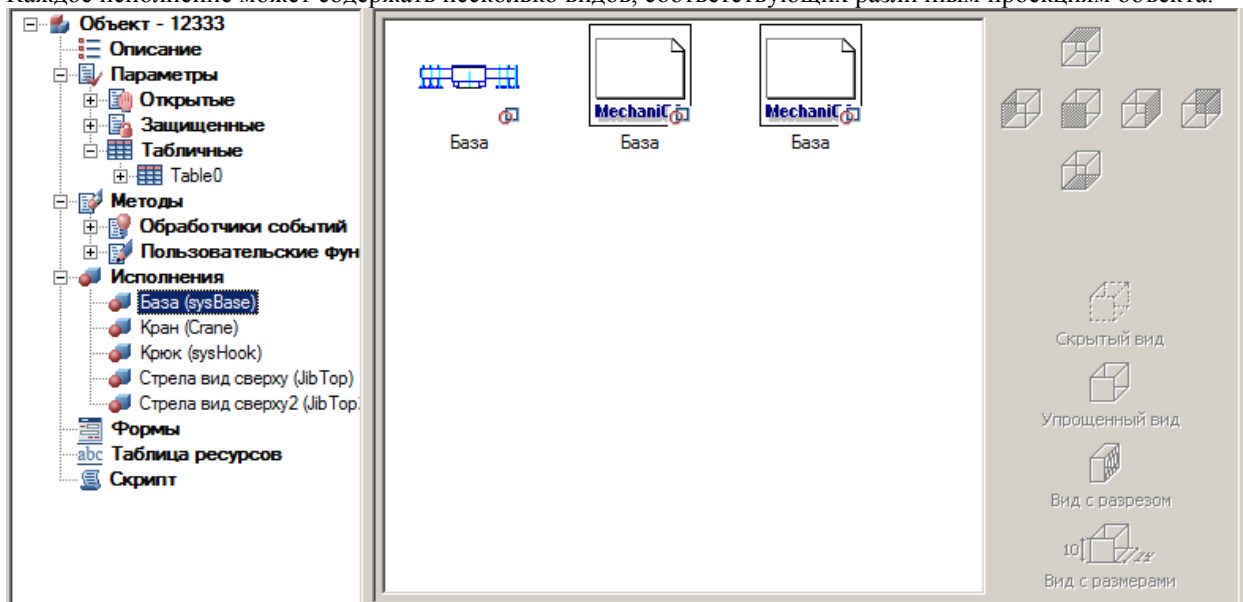 Каждое исполнение может содержать несколько видов, соответствующих различным проекциям объекта.
Объект - 12333
Описание
Параметры
Открытые
Защищенные
Табличные
Table0
Методы
Обработчики событий
Пользовательские фун
Исполнения
База (sysBase)
Кран (Crane)
Крюк (sysHook)
Стрела вид сверху (JibTop)
Стрела вид сверху2 (JibTop
Формы
abc Таблица ресурсов
Скрипт
База
MechaniC
База
MechaniC
База
Скрытый вид
Упрощенный вид
Вид с разрезом
10
Вид с размерами